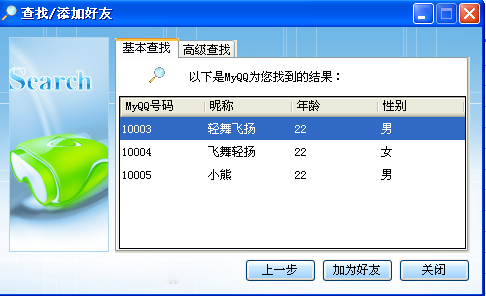 查找/添加好友
Search
基本查找 高级查找
以下是MyQQ为您找到的结果：
MyQQ号码 昵称 年龄 性别
10003 轻舞飞扬 22 男
10004 飞舞轻扬 22 女
10005 小熊 22 男
上一步 加为好友 关闭